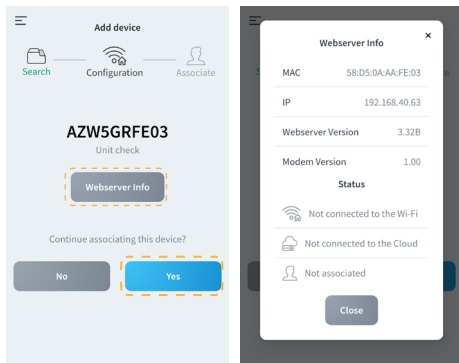 Add device
Search
Configuration
Associate
AZW5GRFE03
Unit check
Webserver Info
Continue associating this device?
No
Yes
Webserver Info
×
MAC 58:D5:0A:AA:FE:03
IP 192.168.40.63
Webserver Version 3.32B
Modem Version 1.00
Status
Not connected to the Wi-Fi
Not connected to the Cloud
Not associated
Close